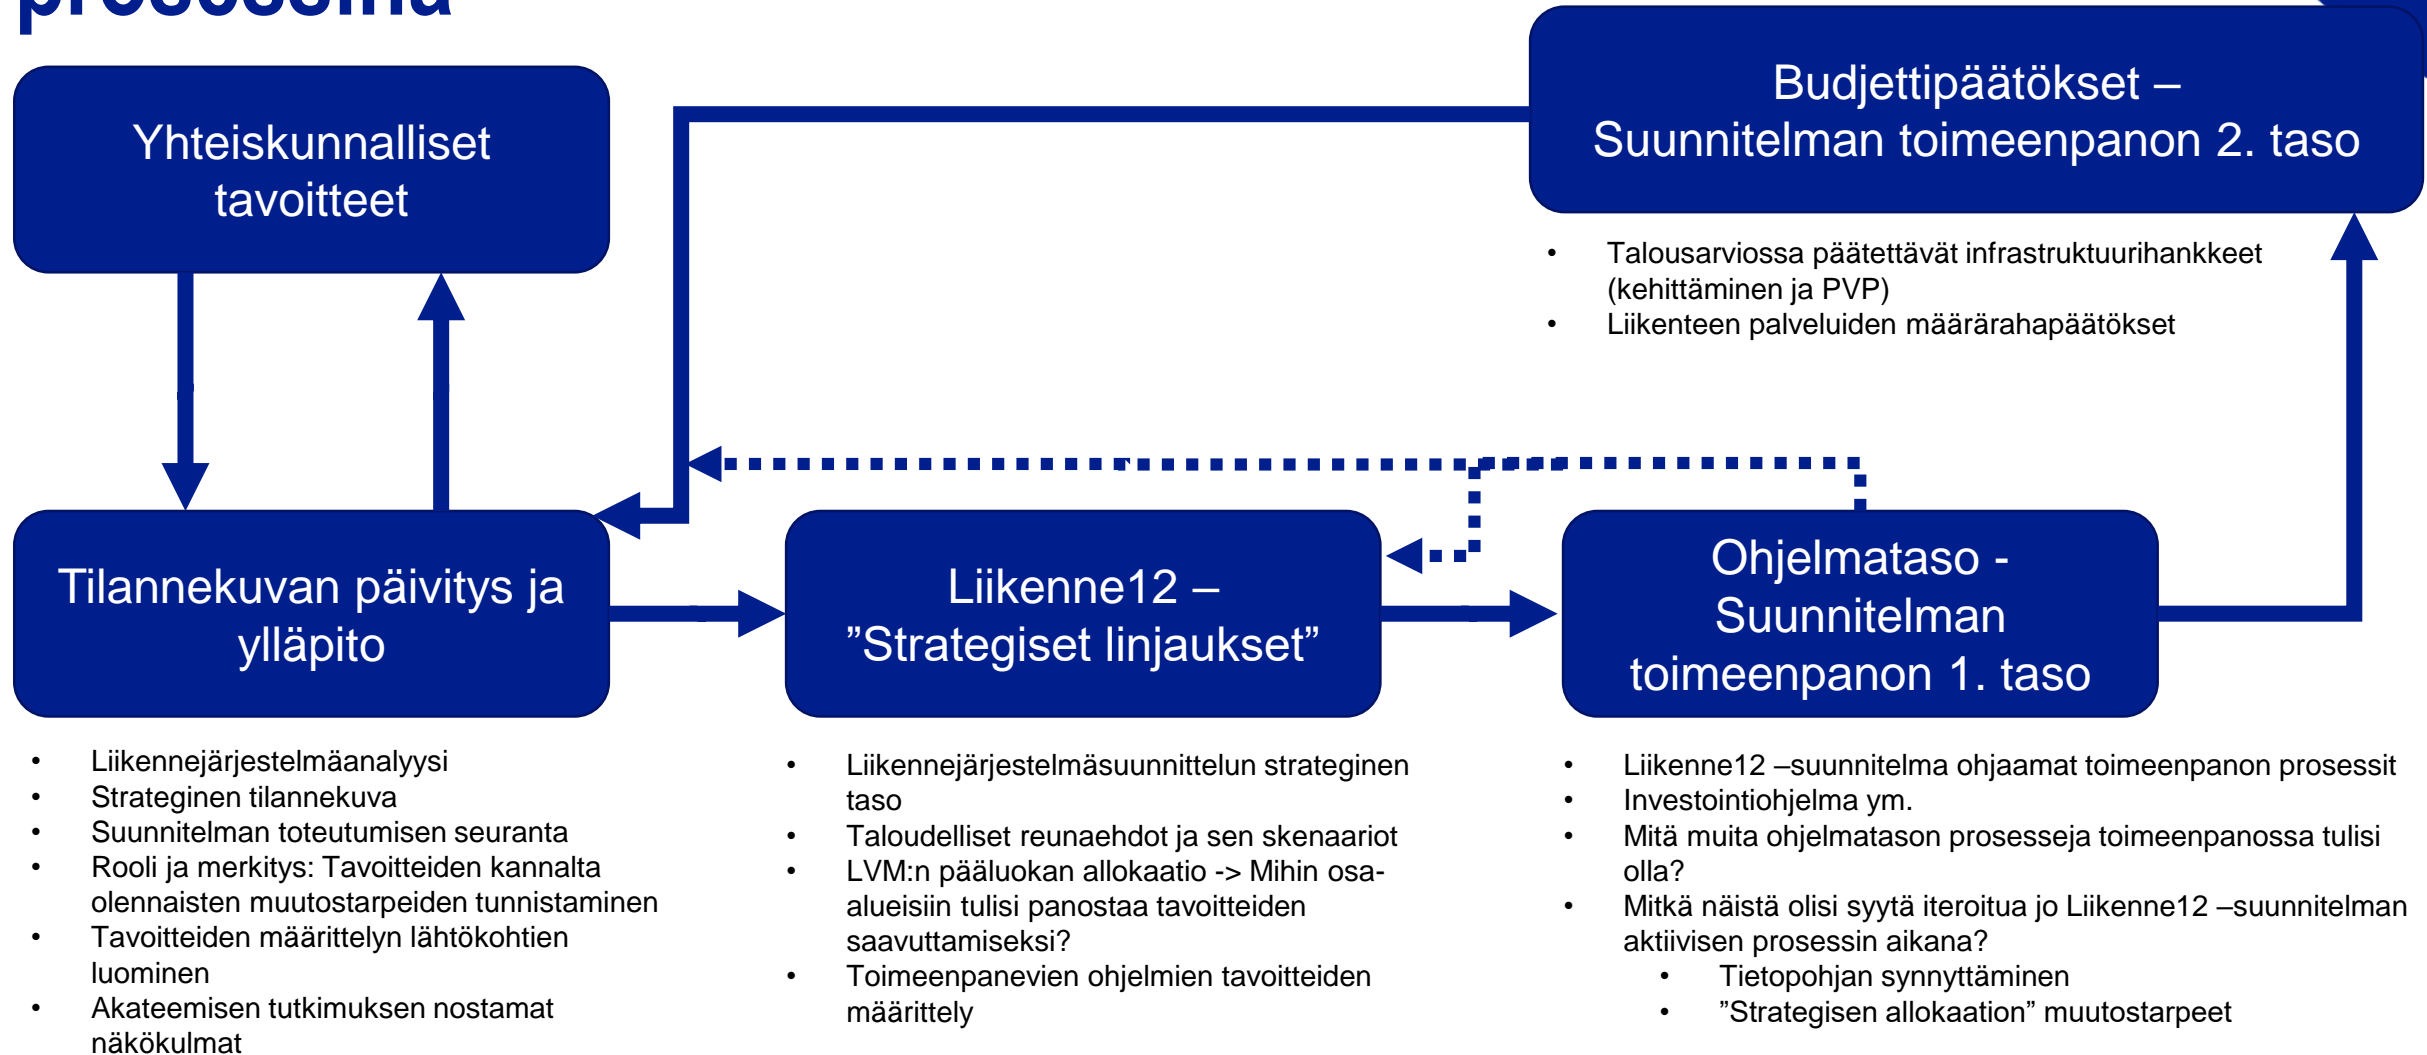 prosessina
Yhteiskunnalliset
tavoitteet
Budjettipäätökset –
Suunnitelman toimeenpanon 2. taso
• Talousarviossa päätettävät infrastruktuurihankkeet
(kehittäminen ja PVP)
• Liikenteen palveluiden määrärahapäätökset
Tilannekuvan päivitys ja
ylläpito
Liikenne12 –
”Strategiset linjaukset”
Ohjelmataso -
Suunnitelman
toimeenpanon 1. taso
• Liikennejärjestelmäanalyysi
• Strateginen tilannekuva
• Suunnitelman toteutumisen seuranta
• Rooli ja merkitys: Tavoitteiden kannalta
olennaisten muutostarpeiden tunnistaminen
• Tavoitteiden määrittelyn lähtökohtien
luominen
• Akateemisen tutkimuksen nostamat
näkökulmat
• Liikennejärjestelmäsuunnittelun strateginen
taso
• Taloudelliset reunaehdot ja sen skenaariot
• LVM:n pääluokan allokaatio -> Mihin osa-
alueisiin tulisi panostaa tavoitteiden
saavuttamiseksi?
• Toimeenpanevien ohjelmien tavoitteiden
määrittely
• Liikenne12 –suunnitelma ohjaamat toimeenpanon prosessit
• Investointiohjelma ym.
• Mitä muita ohjelmatason prosesseja toimeenpanossa tulisi
olla?
• Mitkä näistä olisi syytä iteroitua jo Liikenne12 –suunnitelman
aktiivisen prosessin aikana?
• Tietopohjan synnyttäminen
• ”Strategisen allokaation” muutostarpeet